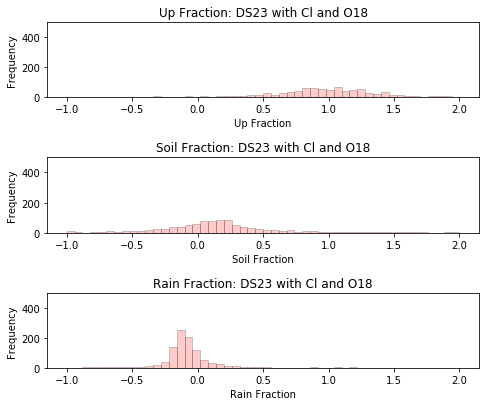 Up Fraction: DS23 with Cl and O18
Frequency
400
200
0
-1.0 -0.5 0.0 0.5 1.0 1.5 2.0
Up Fraction
Soil Fraction: DS23 with Cl and O18
Frequency
400
200
0
-1.0 -0.5 0.0 0.5 1.0 1.5 2.0
Soil Fraction
Rain Fraction: DS23 with Cl and O18
Frequency
400
200
0
-1.0 -0.5 0.0 0.5 1.0 1.5 2.0
Rain Fraction